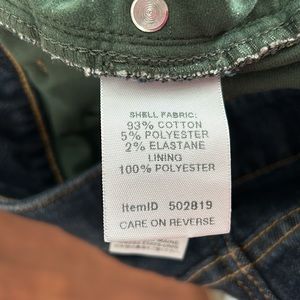 SHELL FABRIC:
93% COTTON
5% POLYESTER
2% ELASTANE
LINING
100% POLYESTER
ItemID 502819
CARE ON REVERSE